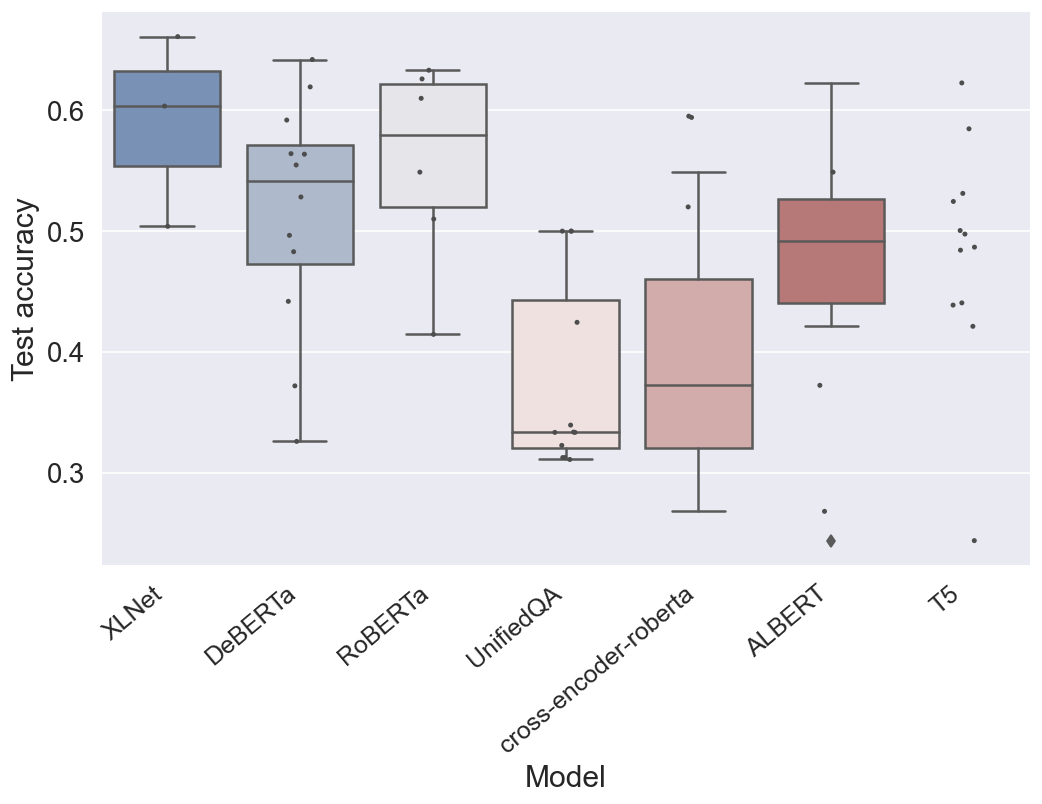 Test accuracy
0.6
0.5
0.4
0.3
XLNet
DeBERTa
RoBERTa
UnifiedQA
cross-encoder-roberta
ALBERT
T5
Model